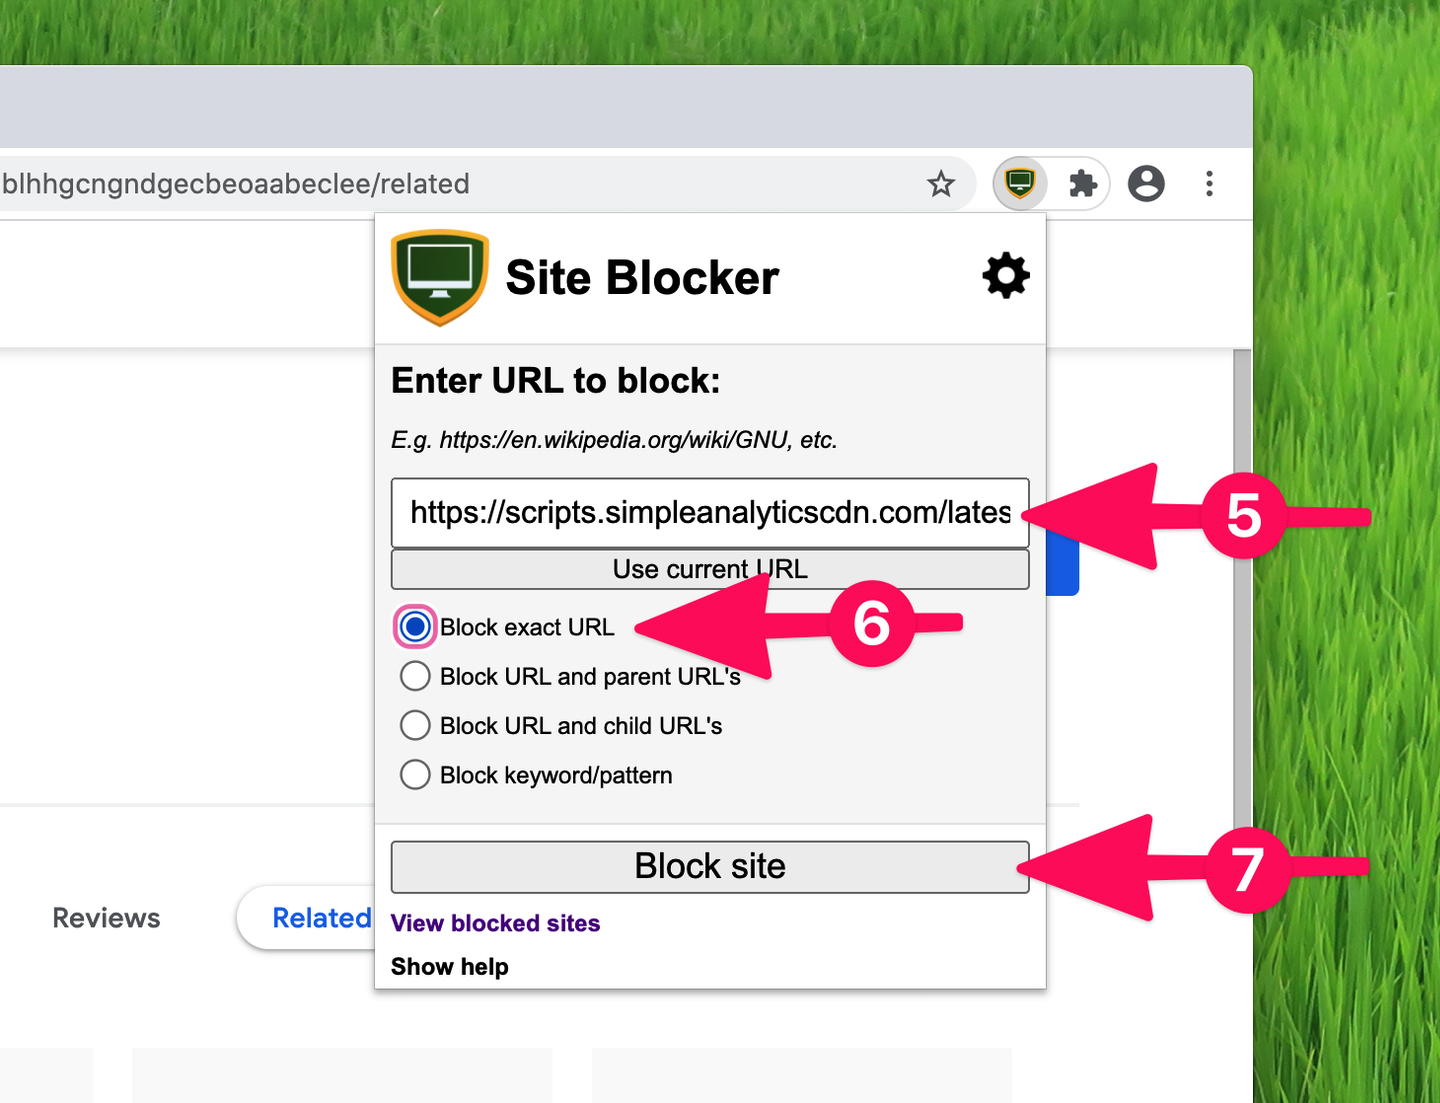 blhhgcngndgecbeoaabeclee/related
Site Blocker
Enter URL to block:
E.g. https://en.wikipedia.org/wiki/GNU, etc.
https://scripts.simpleanalyticscdn.com/lates
5
Use current URL
Block exact URL
6
Block URL and parent URL's
Block URL and child URL's
Block keyword/pattern
Block site
7
Reviews
Related
View blocked sites
Show help